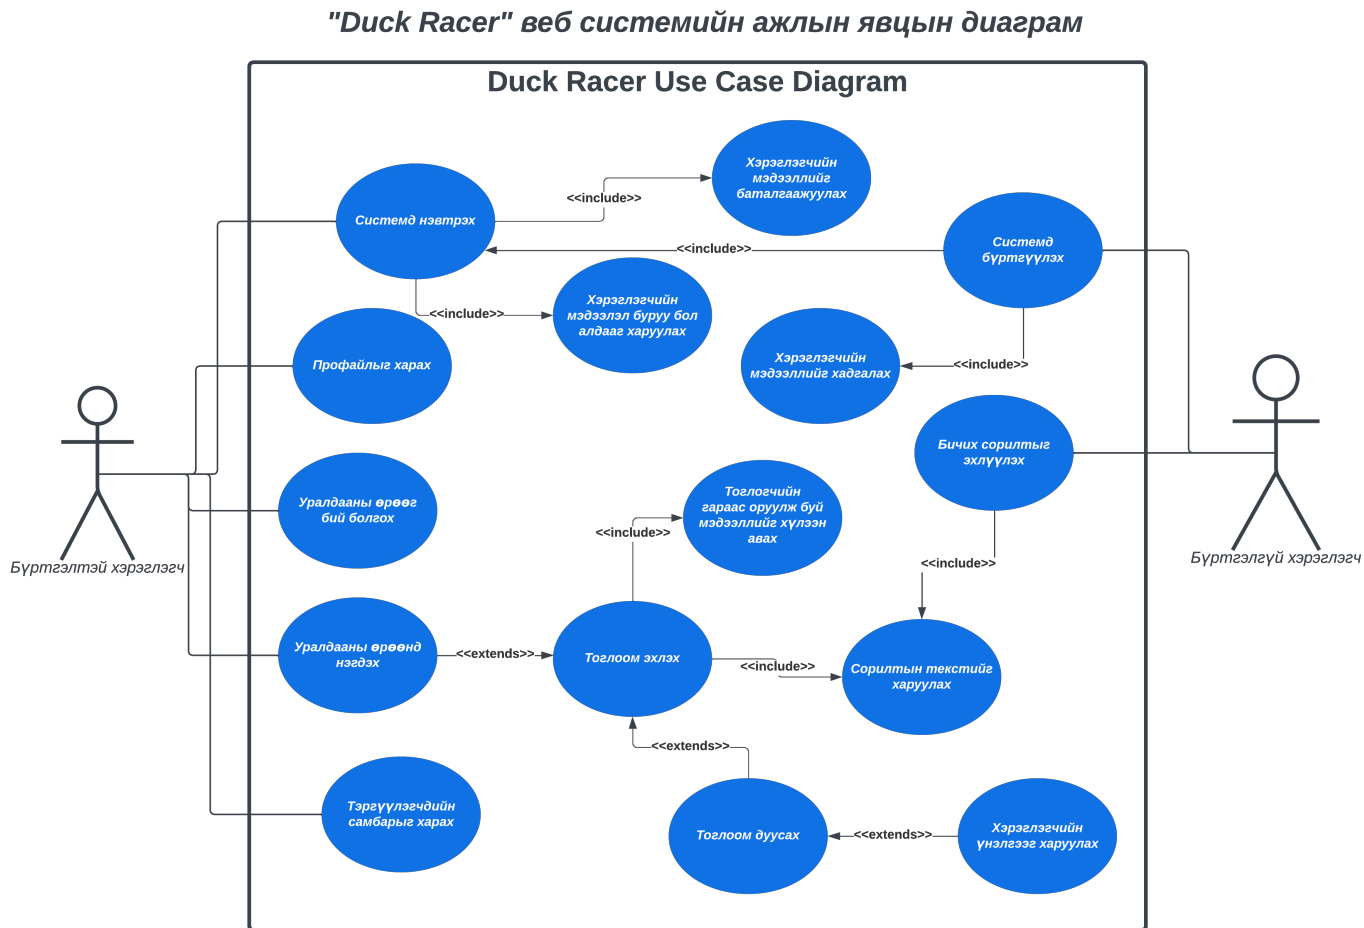 "Duck Racer" веб системийн ажлын явцын диаграм
Duck Racer Use Case Diagram
Хэрэглэгчийн
мэдээллийг
баталгаажуулах
<<include>>
Системд нэвтрэх
<<include>>
Системд
бүртгүүлэх
<<include>>
Хэрэглэгчийн
мэдээлэл буруу бол
алдааг харуулах
Профайлыг харах
Хэрэглэгчийн
мэдээллийг хадгалах
<<include>>
Бичих сорилтыг
эхлүүлэх
Уралдааны өрөөг
бий болгох
Тоглогчийн
гараас оруулж буй
мэдээллийг хүлээн
авах
<<include>>
<<include>>
Бүртгэлтэй хэрэглэгч
Бүртгэлгүй хэрэглэгч
Уралдааны өрөөнд
нэгдэх
<<extends>>
Тоглоом эхлэх
<<include>>
Сорилтын текстийг
харуулах
<<extends>>
Тэргүүлэгчдийн
самбарыг харах
Тоглоом дуусах
<<extends>>
Хэрэглэгчийн
үнэлгээг харуулах